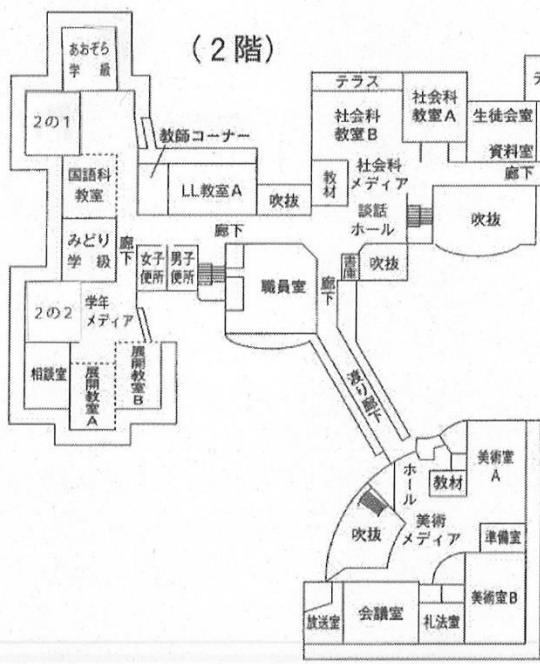 （2階）
あおぞら
学　級
2の1
教師コーナー
国語科
教室
LL教室A
吹抜
テラス
社会科
教室B
社会科
教室A
生徒会室
資料室
廊下
教材
社会科
メディア
談話
ホール
吹抜
みどり
学　級
廊下
女子
便所
男子
便所
廊下
職員室
廊下
書庫
吹抜
2の2
学年
メディア
相談室
展開教室A
展開教室B
渡り廊下
ホール
教材
美術室
A
美術
メディア
吹抜
準備室
放送室
会議室
礼法室
美術室B